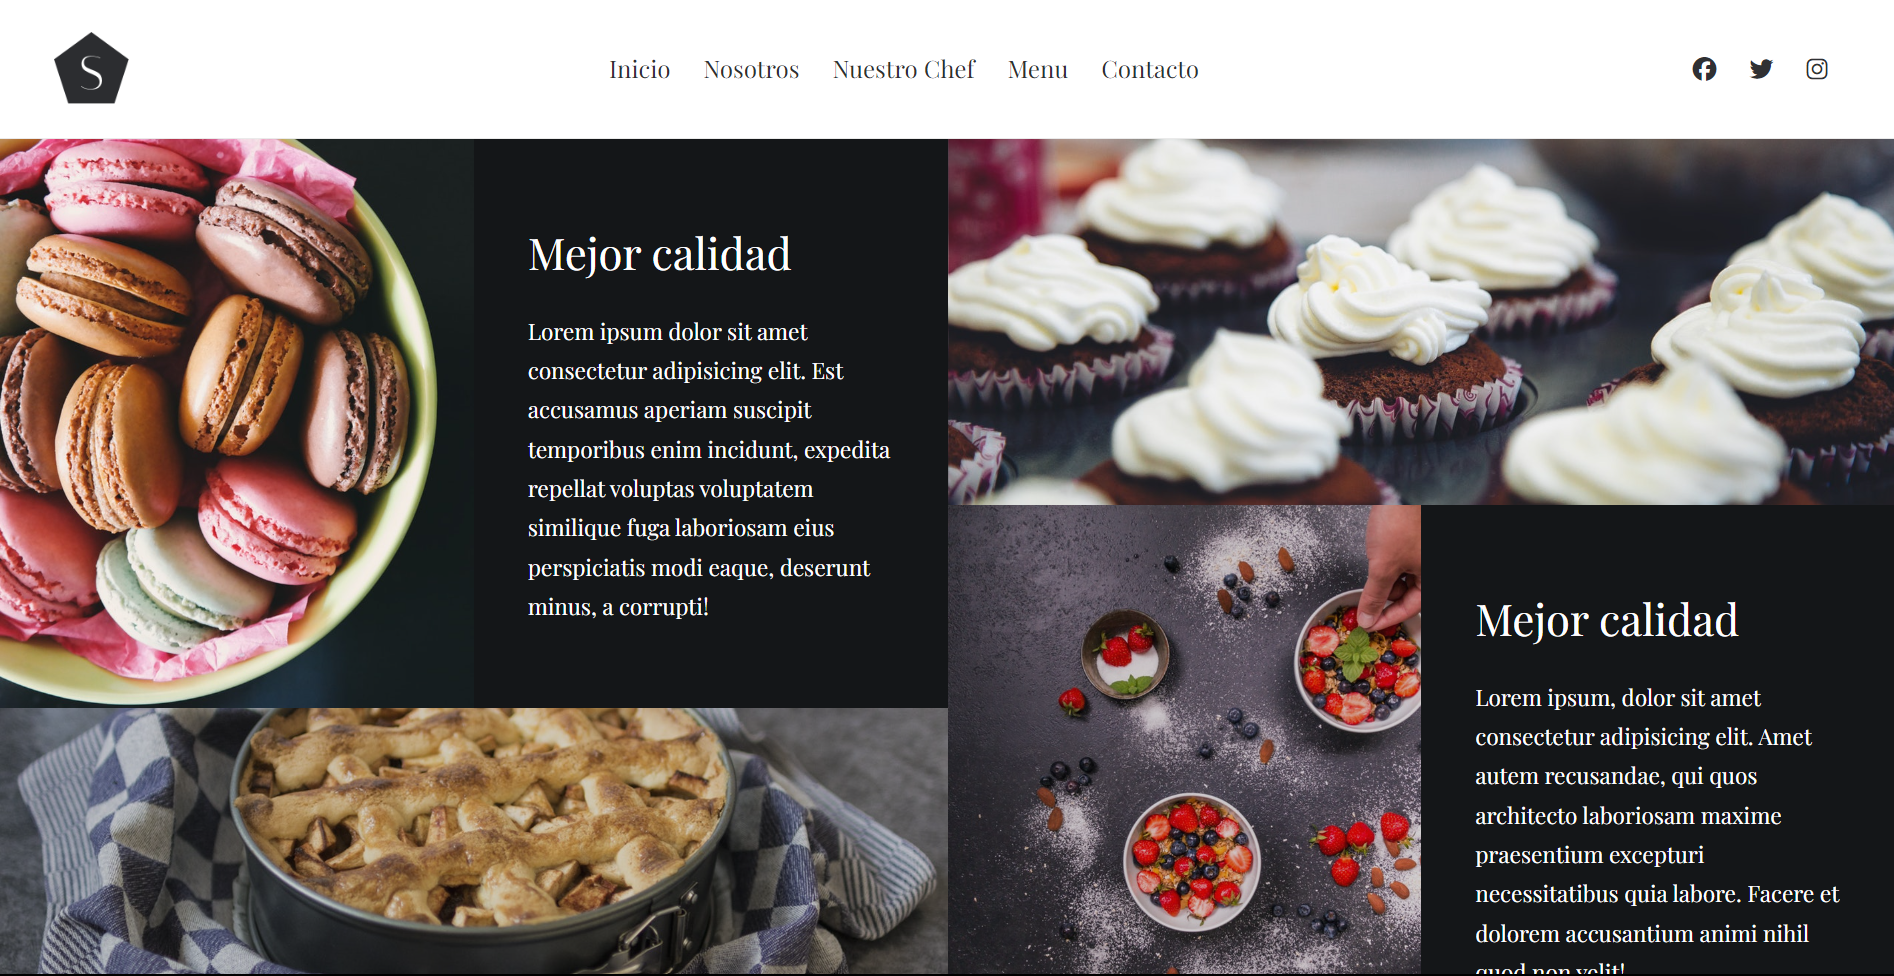 S
Inicio Nosotros Nuestro Chef Menu Contacto
Mejor calidad
Lorem ipsum dolor sit amet
consectetur adipisicing elit. Est
accusamus aperiam suscipit
temporibus enim incidunt, expedita
repellat voluptas voluptatem
similique fuga laboriosam eius
perspiciatis modi eaque, deserunt
minus, a corrupti!
Mejor calidad
Lorem ipsum, dolor sit amet
consectetur adipisicing elit. Amet
autem recusandae, qui quos
architecto laboriosam maxime
praesentium excepturi
necessitatibus quia labore. Facere et
dolorem accusantium animi nihil
quod non velit!